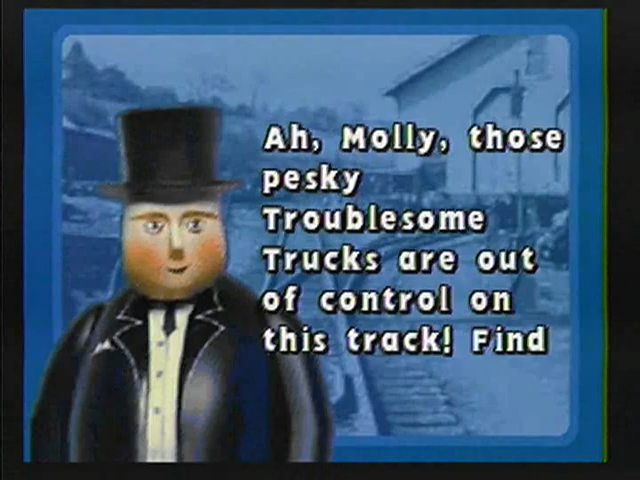 Ah, Molly, those
pesky
Troublesome
Trucks are out
of control on
this track! Find